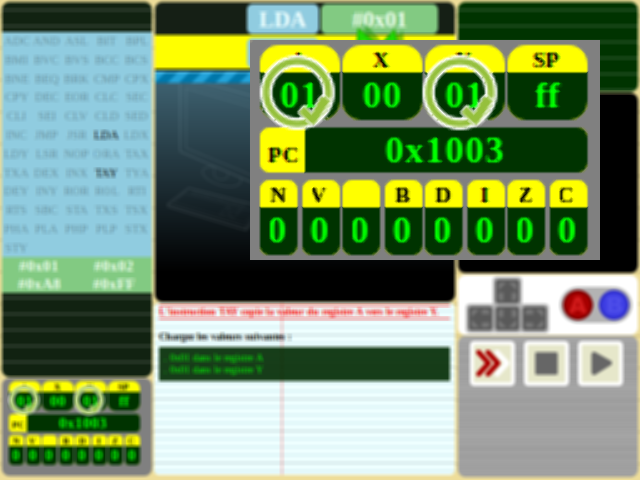 LDA #0x01
X SP
01 00 01 ff
PC 0x1003
N V B D I Z C
0 0 0 0 0 0 0 0
ADC AND ASL BIT BPL
BMI BVC BVS BCC BCS
BNE BEQ BRK CMP CPX
CPY DEC EOR CLC SEC
CLI SEI CLV CLD SED
INC JMP JSR LDA LDX
LDY LSR NOP ORA TAX
TXA DEX INX TAY TYA
DEY INY ROR ROL RTI
RTS SBC STA TXS TSX
PHA PLA PHP PLP STX
STY
#0x01 #0x02
#0xA0 #0xFF
L'instruction TAY copie la valeur du registre A vers le registre Y
Charger les valeurs suivantes :
0x01 dans le registre A
0x01 dans le registre Y
X SP
01 00 01 ff
PC 0x1003
N V B D I Z C
0 0 0 0 0 0 0 0
A B